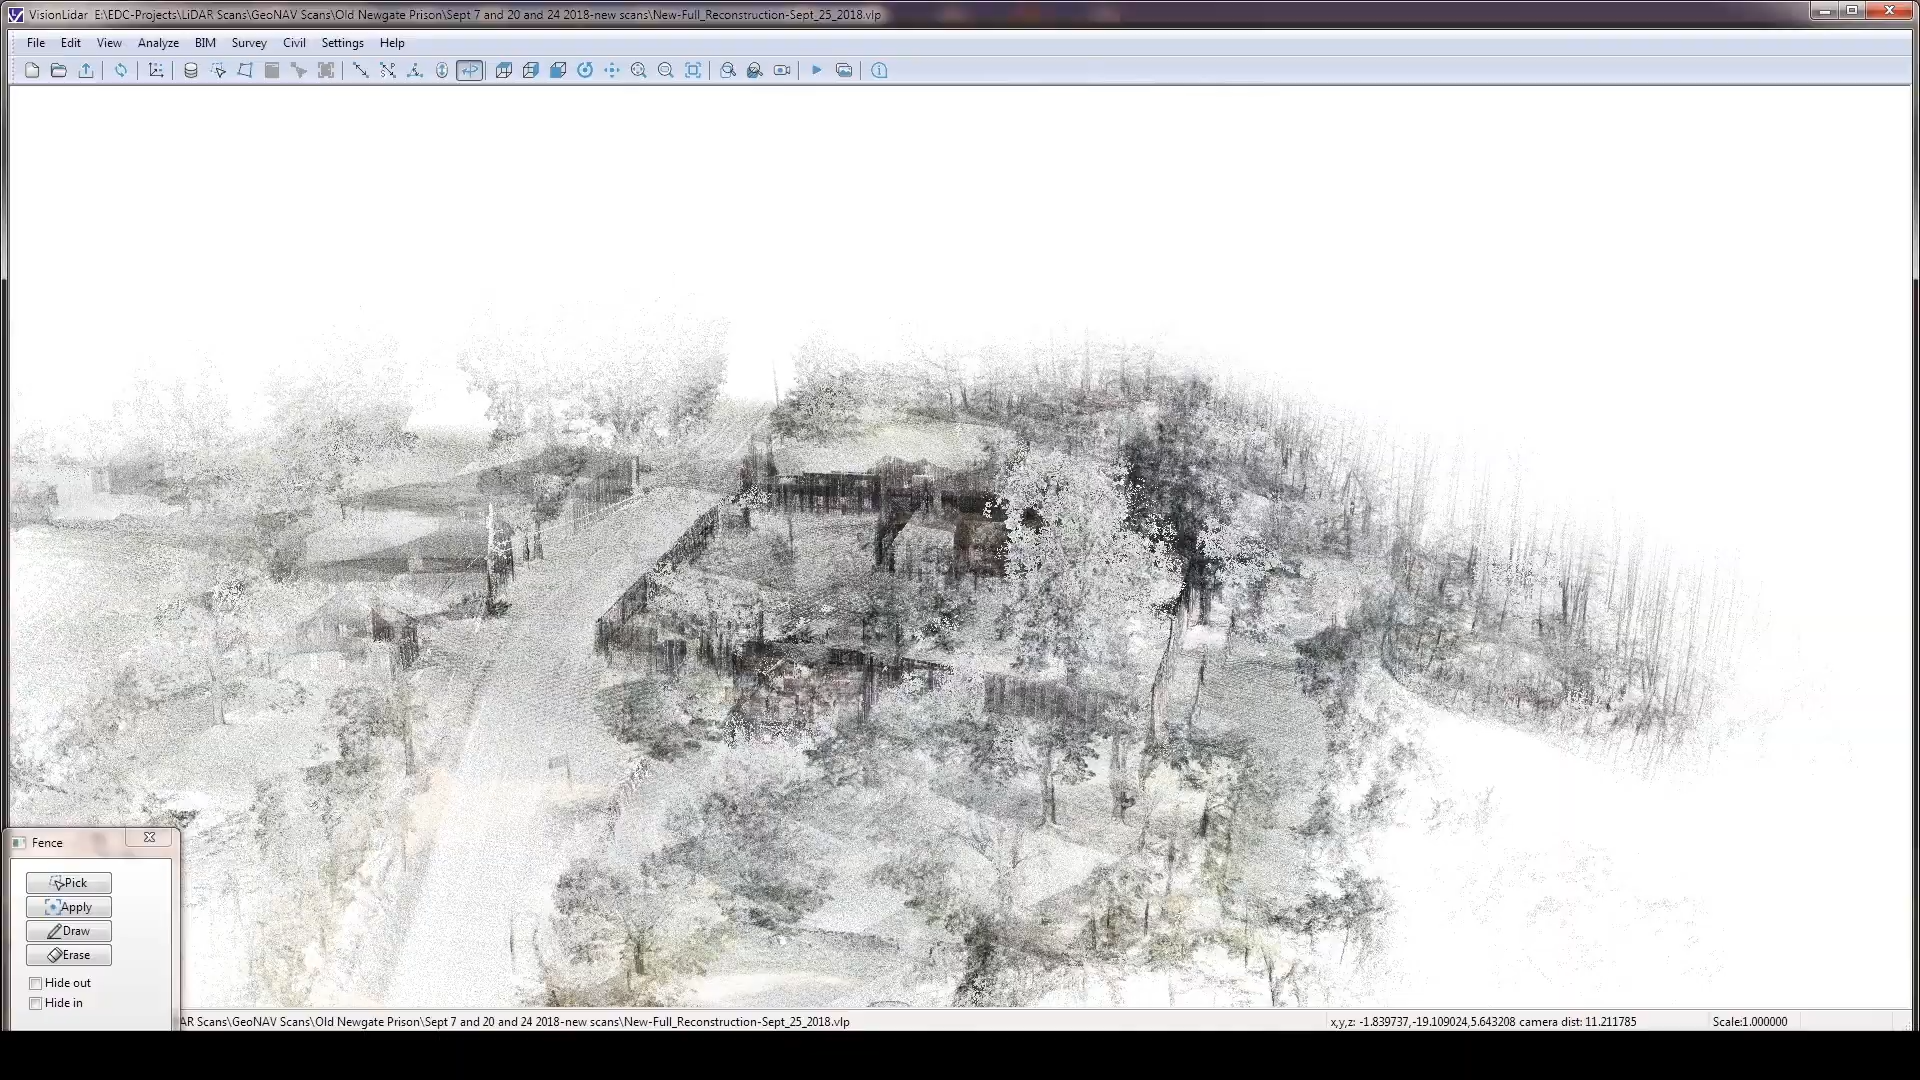 VisionLidar E:\EDC-Projects\LiDAR Scans\GeoNAV Scans\Old Newgate Prison\Sept 7 and 20 and 24 2018-new scans\New-Full_Reconstruction-Sept_25_2018.vlp
File Edit View Analyze BIM Survey Civil Settings Help
Fence
Pick
Apply
Draw
Erase
Hide out
Hide in
AR Scans\GeoNAV Scans\Old Newgate Prison\Sept 7 and 20 and 24 2018-new scans\New-Full_Reconstruction-Sept_25_2018.vlp x,y,z: -1.839737,-19.109024,5.643208 camera dist: 11.211785 Scale:1.000000